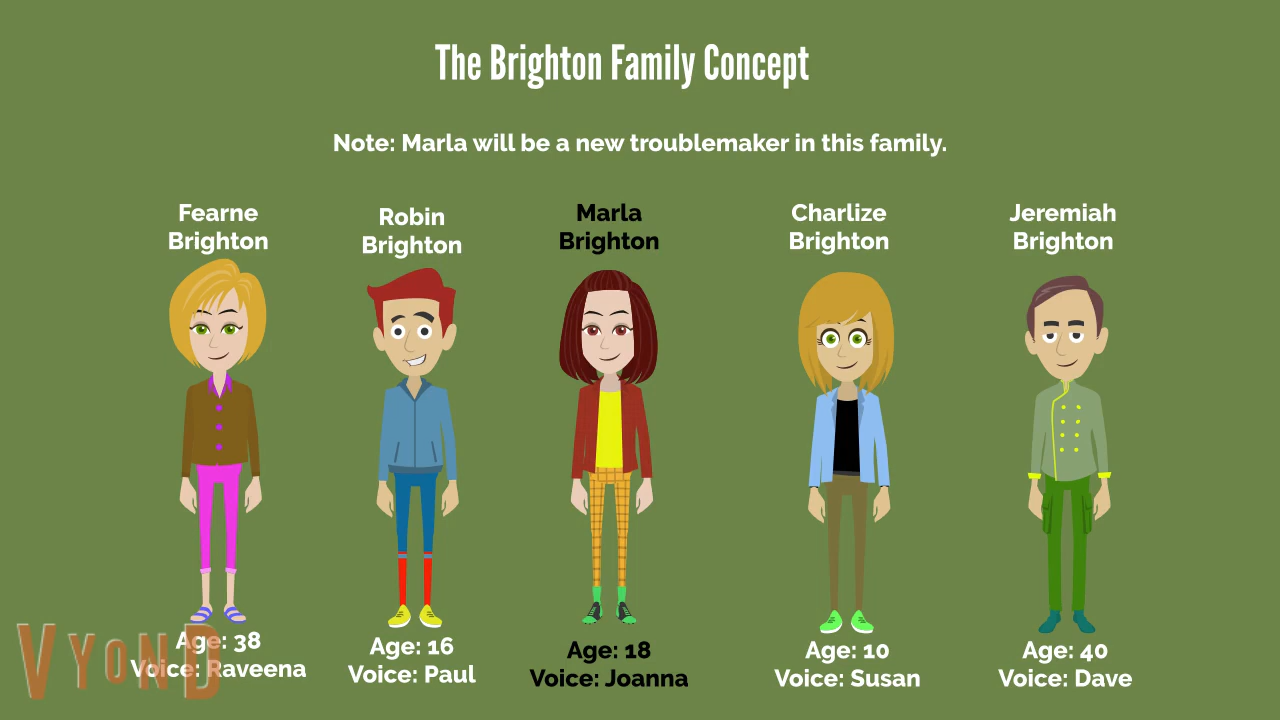 The Brighton Family Concept
Note: Marla will be a new troublemaker in this family.
Fearne
Brighton
Robin
Brighton
Marla
Brighton
Charlize
Brighton
Jeremiah
Brighton
Age: 38
Voice: Raveena
Age: 16
Voice: Paul
Age: 18
Voice: Joanna
Age: 10
Voice: Susan
Age: 40
Voice: Dave
VYOND